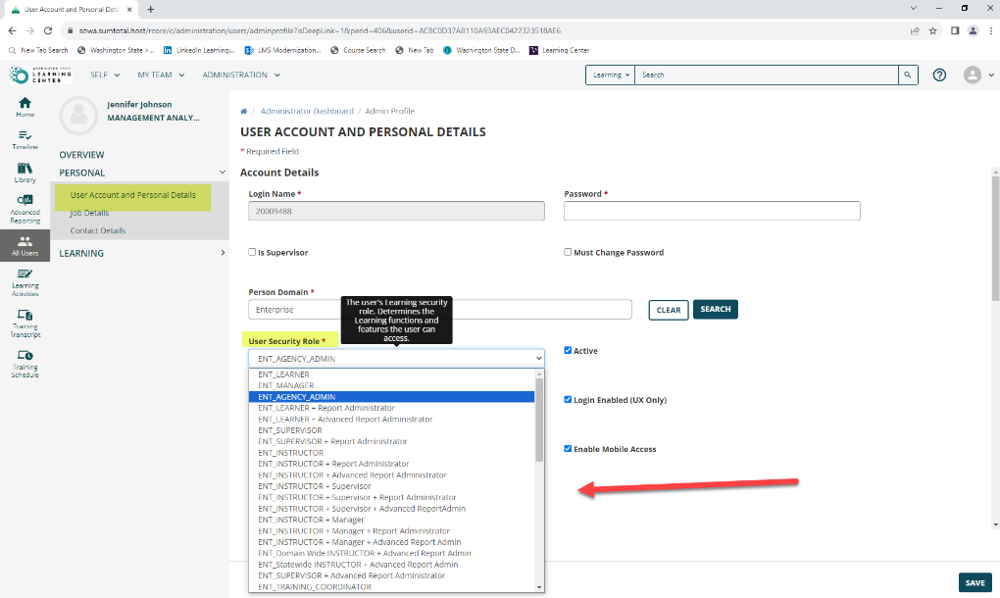 User Account and Personal Deta
sowa.sumtotal.host/rcore/c/administration/users/adminprofile?isDeepLink=1&perid=406&userid=AC8C0D37AB110A93AEC0422323518AE6
New Tab Search
Washington State >...
LinkedIn Learning:...
LMS Modernization...
Course Search
New Tab
Washington State D...
Learning Center
WASHINGTON STATE
LEARNING
CENTER
SELF
MY TEAM
ADMINISTRATION
Learning
Search
Home
Timeline
Library
Advanced
Reporting
All Users
Learning
Activities
Training
Transcript
Training
Schedule
Jennifer Johnson
MANAGEMENT ANALY...
OVERVIEW
PERSONAL
User Account and Personal Details
Job Details
Contact Details
LEARNING
/ Administrator Dashboard / Admin Profile
USER ACCOUNT AND PERSONAL DETAILS
* Required Field
Account Details
Login Name *
20009488
Password *
Is Supervisor
Must Change Password
Person Domain *
Enterprise
CLEAR
SEARCH
The user's Learning security
role. Determines the
Learning functions and
features the user can
access.
User Security Role *
ENT_AGENCY_ADMIN
Active
Login Enabled (UX Only)
Enable Mobile Access
ENT_LEARNER
ENT_MANAGER
ENT_AGENCY_ADMIN
ENT_LEARNER + Report Administrator
ENT_LEARNER + Advanced Report Administrator
ENT_SUPERVISOR
ENT_SUPERVISOR + Report Administrator
ENT_INSTRUCTOR
ENT_INSTRUCTOR + Report Administrator
ENT_INSTRUCTOR + Advanced Report Administrator
ENT_INSTRUCTOR + Supervisor
ENT_INSTRUCTOR + Supervisor + Report Administrator
ENT_INSTRUCTOR + Supervisor + Advanced ReportAdmin
ENT_INSTRUCTOR + Manager
ENT_INSTRUCTOR + Manager + Report Administrator
ENT_INSTRUCTOR + Manager + Advanced Report Admin
ENT_Domain Wide INSTRUCTOR + Advanced Report Admin
ENT_Statewide INSTRUCTOR + Advanced Report Admin
ENT_SUPERVISOR + Advanced Report Administrator
ENT_TRAINING_COORDINATOR
SAVE